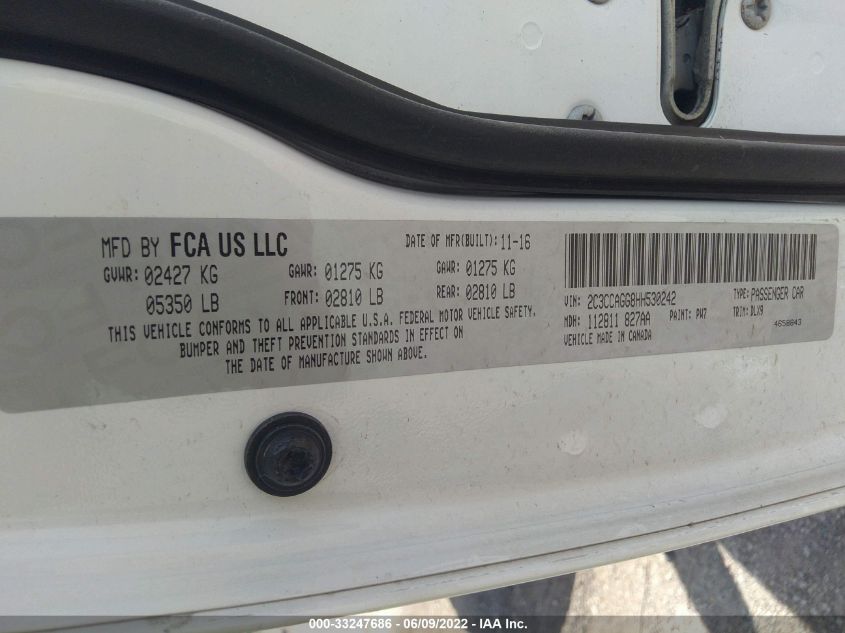 MFD BY FCA US LLC
DATE OF MFR(BUILT): 11-16
GVWR: 02427 KG
GAWR: 01275 KG
GAWR: 01275 KG
05350 LB
FRONT: 02810 LB
REAR: 02810 LB
THIS VEHICLE CONFORMS TO ALL APPLICABLE U.S.A. FEDERAL MOTOR VEHICLE SAFETY,
BUMPER AND THEFT PREVENTION STANDARDS IN EFFECT ON
THE DATE OF MANUFACTURE SHOWN ABOVE.
VIN: 2C3CCAGG8HH530242
TYPE: PASSENGER CAR
MDH: 112811 827AA
PAINT: PW7
TRIM: DLX9
VEHICLE MADE IN CANADA
4658843
000-33247686 - 06/09/2022 - IAA Inc.